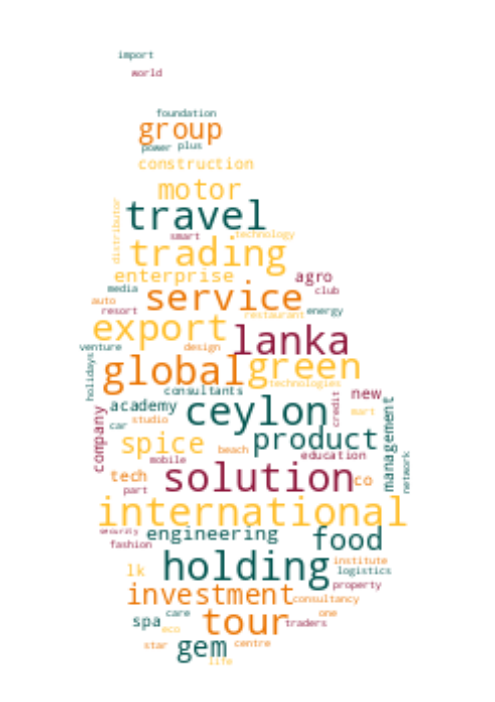 import
world
foundation
group
power plus
construction
motor
distributor
travel
smart technology
trading
enterprise agro
media club
service
auto
resort restaurant energy
export lanka
venture design
holidays
global green
consultants technologies
new
academy ceylon credit mart
company
car studio
management
spice product
beach education
mobile
network
tech solution co
part
international
security engineering food
fashion
holding institute
lk logistics
property
investment consultancy
spa care tour one
traders
eco
star gem centre
life